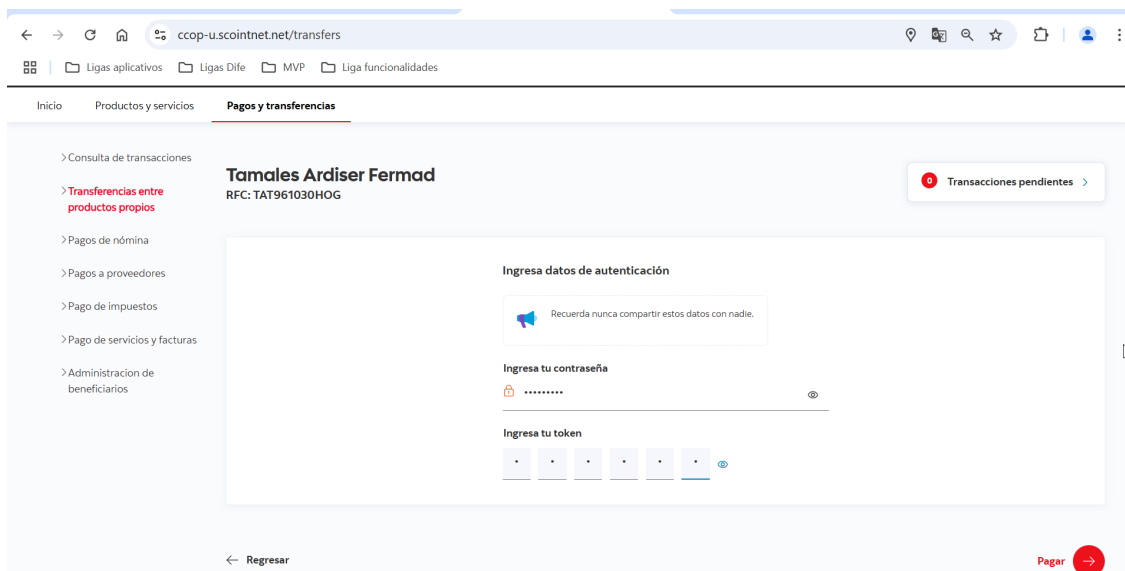 ccop-u.scointnet.net/transfers
Ligas aplicativos Ligas Dife MVP Liga funcionalidades
Inicio Productos y servicios Pagos y transferencias
Consulta de transacciones
Transferencias entre
productos propios
Pagos de nómina
Pagos a proveedores
Pago de impuestos
Pago de servicios y facturas
Administracion de
beneficiarios
Tamales Ardiser Fermad
RFC: TAT961030HOG
0 Transacciones pendientes
Ingresa datos de autenticación
Recuerda nunca compartir estos datos con nadie.
Ingresa tu contraseña
•••••••••
Ingresa tu token
• • • • • •
Regresar
Pagar